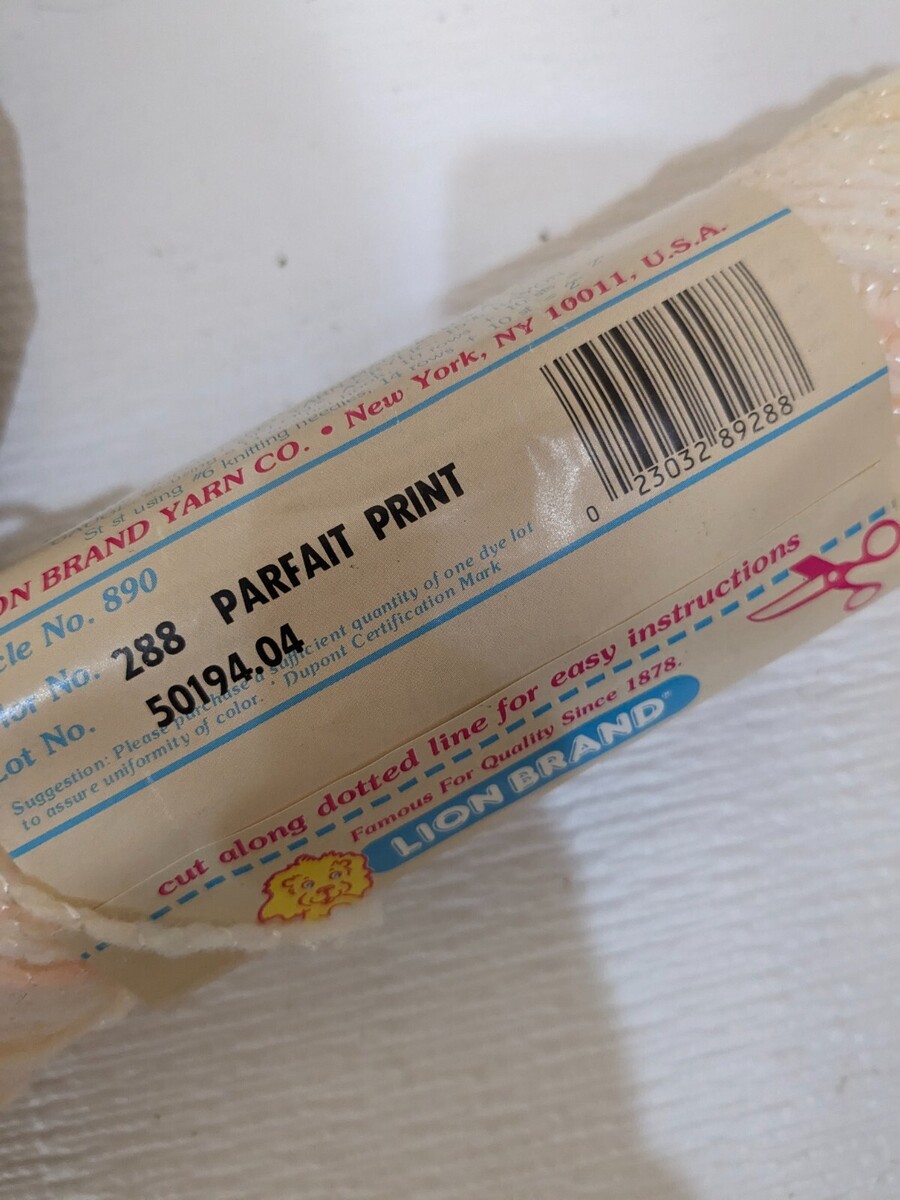 St st using #6 knitting needles, 14 rows
ON BRAND YARN CO. • New York, NY 10011, U.S.A.
cle No. 890
lor No. 288 PARFAIT PRINT
Lot No. 50194.04
Suggestion: Please purchase a sufficient quantity of one dye lot
to assure uniformity of color. · Dupont Certification Mark
0 23032 89288
cut along dotted line for easy instructions
Famous For Quality Since 1878.
LION BRAND®